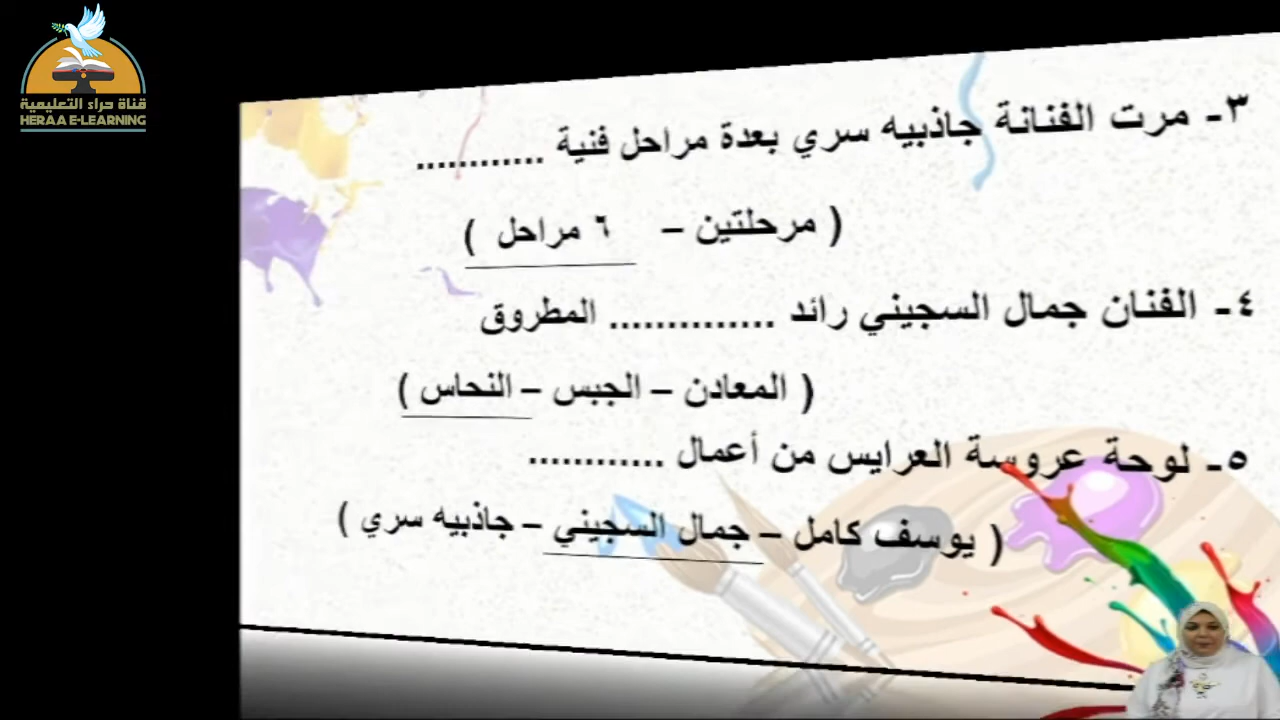 قناة حراء التعليمية
HERAA E-LEARNING
٣- مرت الفنانة جاذبيه سري بعدة مراحل فنية ............
( مرحلتين – ٦ مراحل )
٤- الفنان جمال السجيني رائد .............. المطروق
( المعادن – الجبس – النحاس )
٥- لوحة عروسة العرايس من أعمال ............
( يوسف كامل – جمال السجيني – جاذبيه سري )